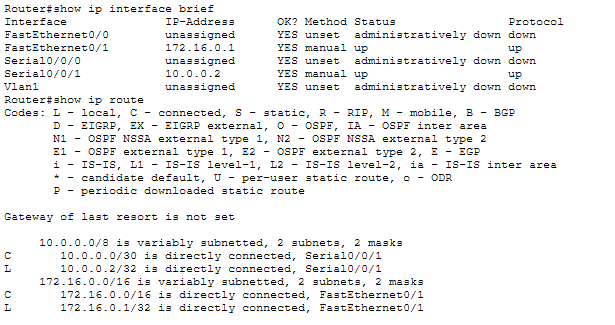 Router#show ip interface brief
Interface IP-Address OK? Method Status Protocol
FastEthernet0/0 unassigned YES unset administratively down down
FastEthernet0/1 172.16.0.1 YES manual up up
Serial0/0/0 unassigned YES unset administratively down down
Serial0/0/1 10.0.0.2 YES manual up up
Vlan1 unassigned YES unset administratively down down
Router#show ip route
Codes: L - local, C - connected, S - static, R - RIP, M - mobile, B - BGP
D - EIGRP, EX - EIGRP external, O - OSPF, IA - OSPF inter area
N1 - OSPF NSSA external type 1, N2 - OSPF NSSA external type 2
E1 - OSPF external type 1, E2 - OSPF external type 2, E - EGP
i - IS-IS, L1 - IS-IS level-1, L2 - IS-IS level-2, ia - IS-IS inter area
* - candidate default, U - per-user static route, o - ODR
P - periodic downloaded static route
Gateway of last resort is not set
10.0.0.0/8 is variably subnetted, 2 subnets, 2 masks
C 10.0.0.0/30 is directly connected, Serial0/0/1
L 10.0.0.2/32 is directly connected, Serial0/0/1
172.16.0.0/16 is variably subnetted, 2 subnets, 2 masks
C 172.16.0.0/16 is directly connected, FastEthernet0/1
L 172.16.0.1/32 is directly connected, FastEthernet0/1